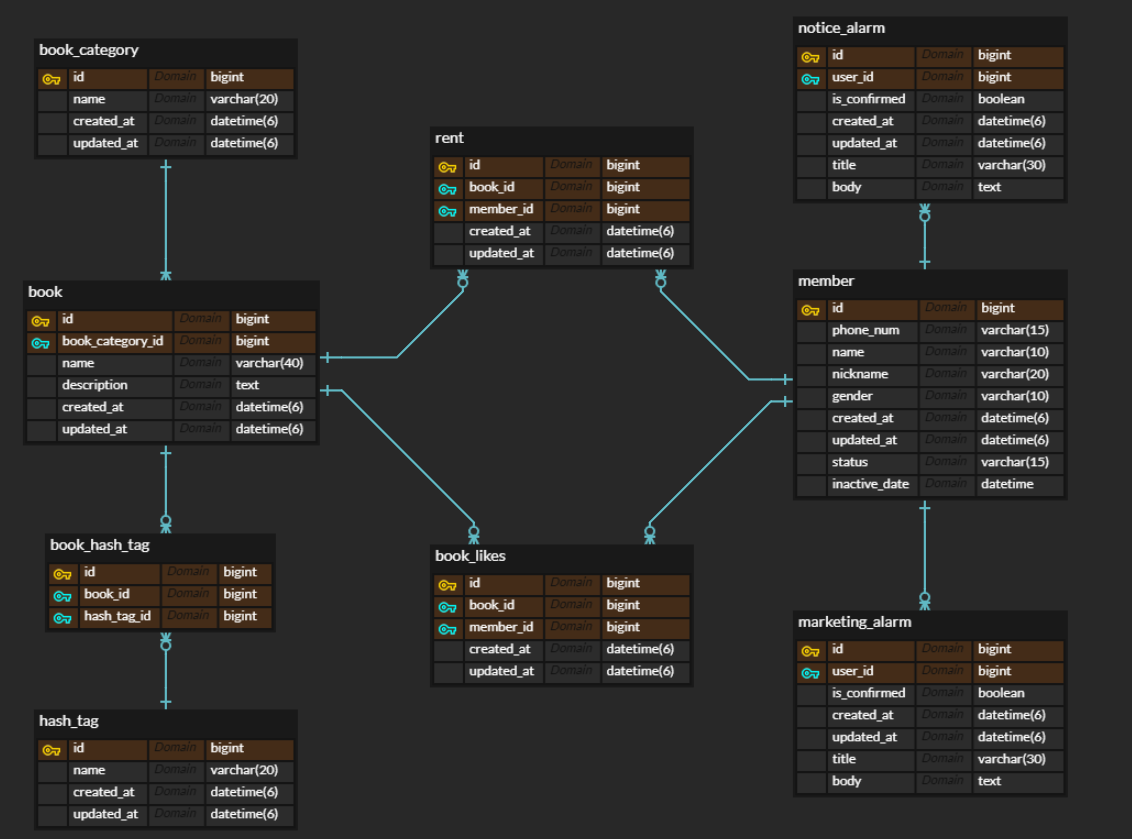 book_category
id Domain bigint
name Domain varchar(20)
created_at Domain datetime(6)
updated_at Domain datetime(6)
book
id Domain bigint
book_category_id Domain bigint
name Domain varchar(40)
description Domain text
created_at Domain datetime(6)
updated_at Domain datetime(6)
book_hash_tag
id Domain bigint
book_id Domain bigint
hash_tag_id Domain bigint
hash_tag
id Domain bigint
name Domain varchar(20)
created_at Domain datetime(6)
updated_at Domain datetime(6)
rent
id Domain bigint
book_id Domain bigint
member_id Domain bigint
created_at Domain datetime(6)
updated_at Domain datetime(6)
book_likes
id Domain bigint
book_id Domain bigint
member_id Domain bigint
created_at Domain datetime(6)
updated_at Domain datetime(6)
notice_alarm
id Domain bigint
user_id Domain bigint
is_confirmed Domain boolean
created_at Domain datetime(6)
updated_at Domain datetime(6)
title Domain varchar(30)
body Domain text
member
id Domain bigint
phone_num Domain varchar(15)
name Domain varchar(10)
nickname Domain varchar(20)
gender Domain varchar(10)
created_at Domain datetime(6)
updated_at Domain datetime(6)
status Domain varchar(15)
inactive_date Domain datetime
marketing_alarm
id Domain bigint
user_id Domain bigint
is_confirmed Domain boolean
created_at Domain datetime(6)
updated_at Domain datetime(6)
title Domain varchar(30)
body Domain text